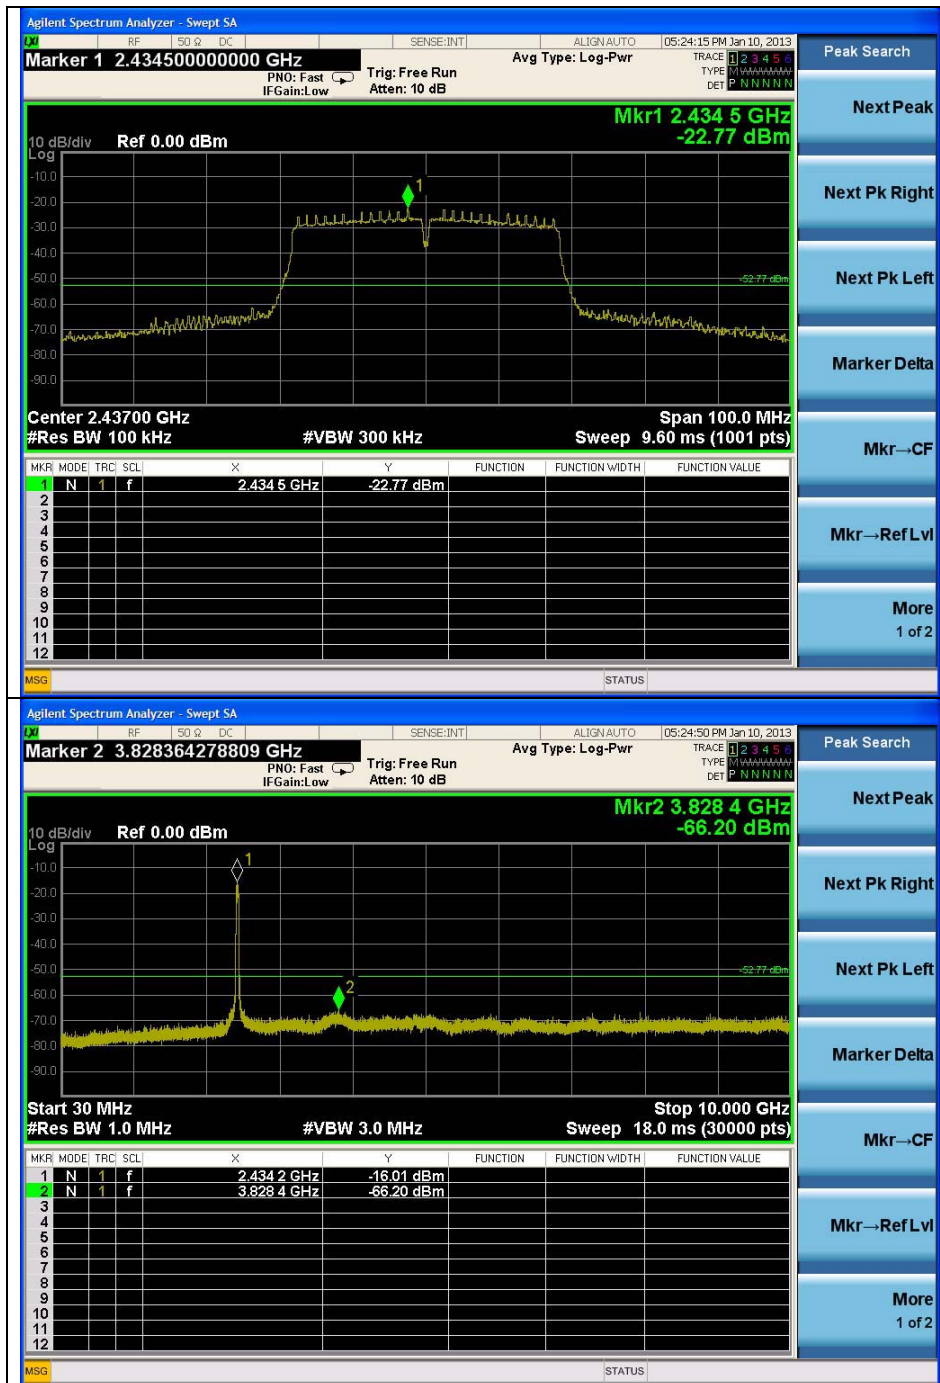 Agilent Spectrum Analyzer - Swept SA
LXI RF 50 Ω DC SENSE:INT ALIGN AUTO 05:24:15 PM Jan 10, 2013
Marker 1 2.434500000000 GHz
PNO: Fast
IFGain:Low
Trig: Free Run
Atten: 10 dB
Avg Type: Log-Pwr
TRACE 1 2 3 4 5 6
TYPE M WWWWW
DET P N N N N N
Peak Search
Next Peak
Next Pk Right
Next Pk Left
Marker Delta
Mkr→CF
Mkr→Ref Lvl
More
1 of 2
Mkr1 2.434 5 GHz
-22.77 dBm
10 dB/div Ref 0.00 dBm
Log
-10.0
-20.0
-30.0
-40.0
-50.0
-60.0
-70.0
-80.0
-90.0
1
-52.77 dBm
Center 2.43700 GHz Span 100.0 MHz
#Res BW 100 kHz #VBW 300 kHz Sweep 9.60 ms (1001 pts)
MKR MODE TRC SCL X Y FUNCTION FUNCTION WIDTH FUNCTION VALUE
1 N 1 f 2.434 5 GHz -22.77 dBm
2
3
4
5
6
7
8
9
10
11
12
MSG STATUS
Agilent Spectrum Analyzer - Swept SA
LXI RF 50 Ω DC SENSE:INT ALIGN AUTO 05:24:50 PM Jan 10, 2013
Marker 2 3.828364278809 GHz
PNO: Fast
IFGain:Low
Trig: Free Run
Atten: 10 dB
Avg Type: Log-Pwr
TRACE 1 2 3 4 5 6
TYPE M WWWWW
DET P N N N N N
Peak Search
Next Peak
Next Pk Right
Next Pk Left
Marker Delta
Mkr→CF
Mkr→Ref Lvl
More
1 of 2
Mkr2 3.828 4 GHz
-66.20 dBm
10 dB/div Ref 0.00 dBm
Log
-10.0
-20.0
-30.0
-40.0
-50.0
-60.0
-70.0
-80.0
-90.0
1
2
-52.77 dBm
Start 30 MHz Stop 10.000 GHz
#Res BW 1.0 MHz #VBW 3.0 MHz Sweep 18.0 ms (30000 pts)
MKR MODE TRC SCL X Y FUNCTION FUNCTION WIDTH FUNCTION VALUE
1 N 1 f 2.434 2 GHz -16.01 dBm
2 N 1 f 3.828 4 GHz -66.20 dBm
3
4
5
6
7
8
9
10
11
12
MSG STATUS